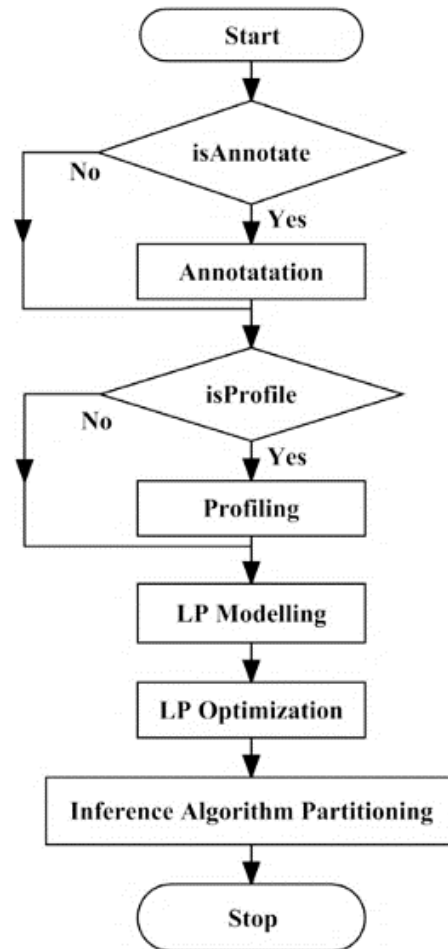 Start
isAnnotate
No
Yes
Annotatation
isProfile
No
Yes
Profiling
LP Modelling
LP Optimization
Inference Algorithm Partitioning
Stop